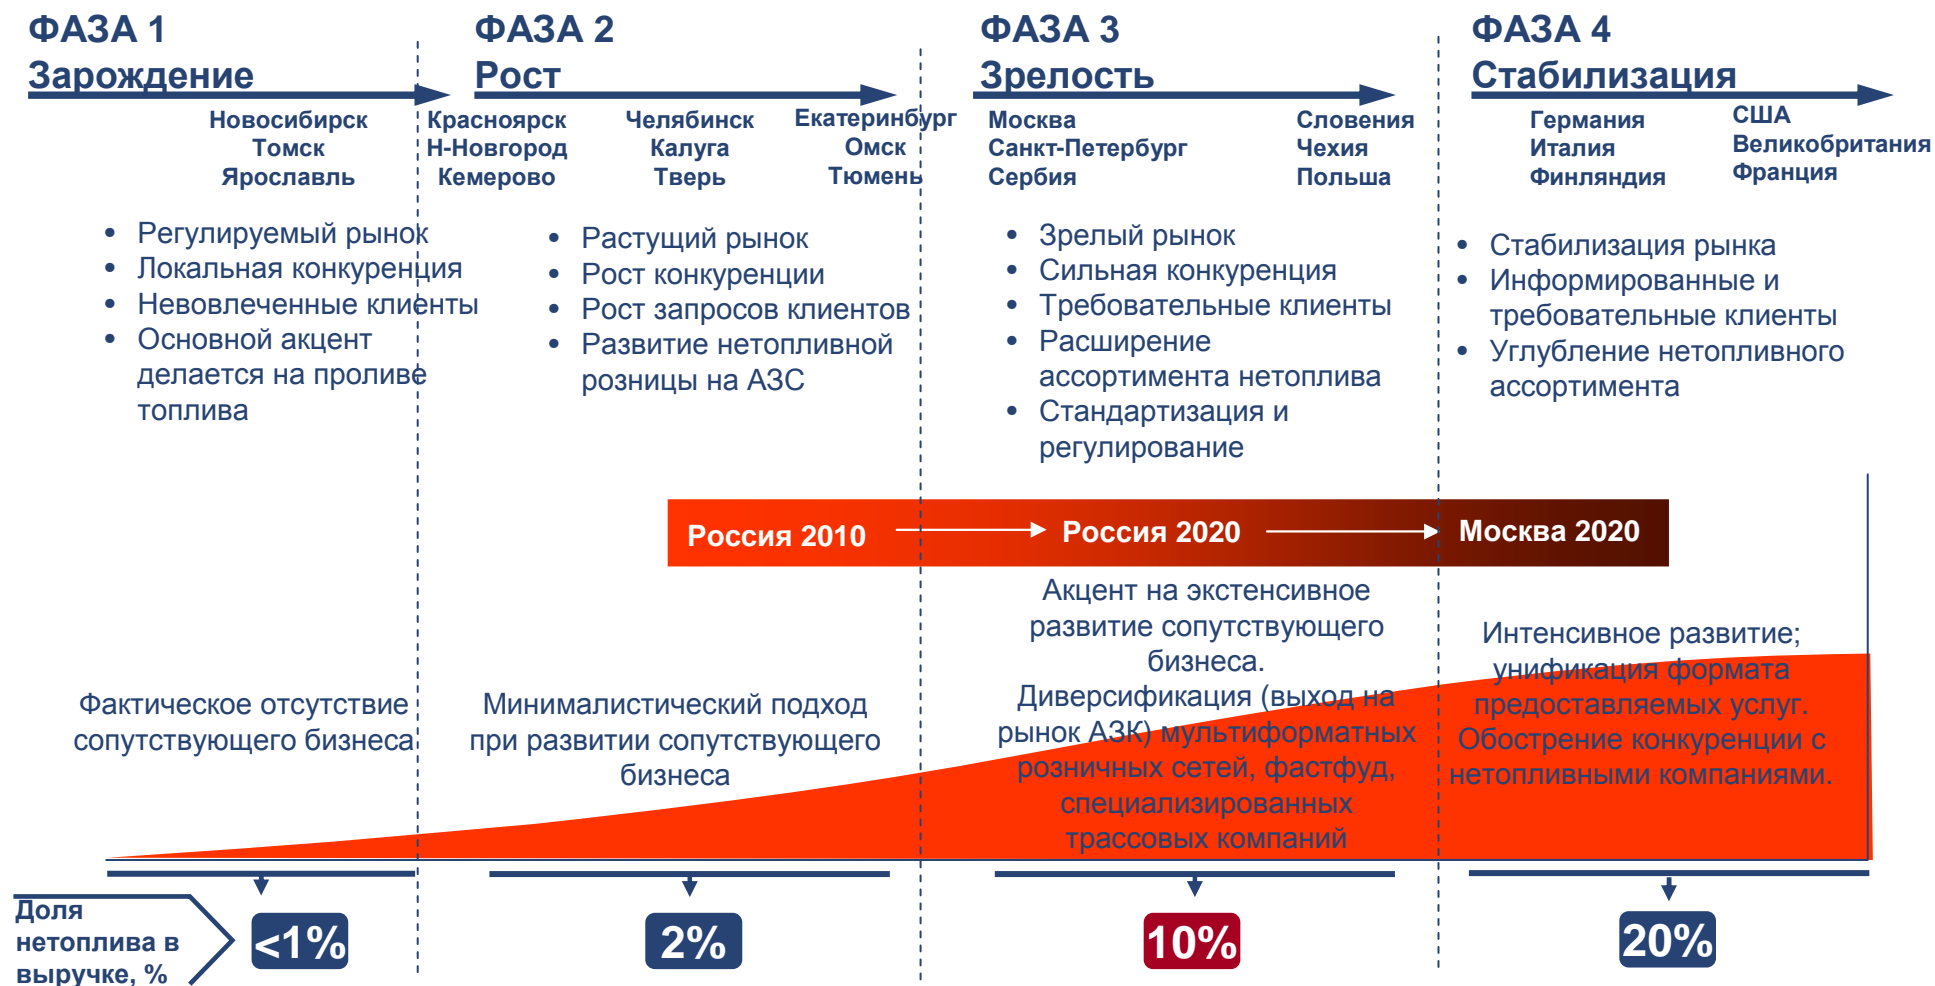 ФАЗА 1
Зарождение
Новосибирск
Томск
Ярославль
Красноярск
Н-Новгород
Кемерово
• Регулируемый рынок
• Локальная конкуренция
• Невовлеченные клиенты
• Основной акцент
делается на проливе
топлива
Фактическое отсутствие
сопутствующего бизнеса
ФАЗА 2
Рост
Челябинск
Калуга
Тверь
Екатеринбург
Омск
Тюмень
• Растущий рынок
• Рост конкуренции
• Рост запросов клиентов
• Развитие нетопливной
розницы на АЗС
Минималистический подход
при развитии сопутствующего
бизнеса
ФАЗА 3
Зрелость
Москва
Санкт-Петербург
Сербия
Словения
Чехия
Польша
• Зрелый рынок
• Сильная конкуренция
• Требовательные клиенты
• Расширение
ассортимента нетоплива
• Стандартизация и
регулирование
Акцент на экстенсивное
развитие сопутствующего
бизнеса.
Диверсификация (выход на
рынок АЗК) мультиформатных
розничных сетей, фастфуд,
специализированных
трассовых компаний
ФАЗА 4
Стабилизация
Германия
Италия
Финляндия
США
Великобритания
Франция
• Стабилизация рынка
• Информированные и
требовательные клиенты
• Углубление нетопливного
ассортимента
Интенсивное развитие;
унификация формата
предоставляемых услуг.
Обострение конкуренции с
нетопливными компаниями.
Россия 2010
Россия 2020
Москва 2020
Доля
нетоплива в
выручке, %
<1%
2%
10%
20%